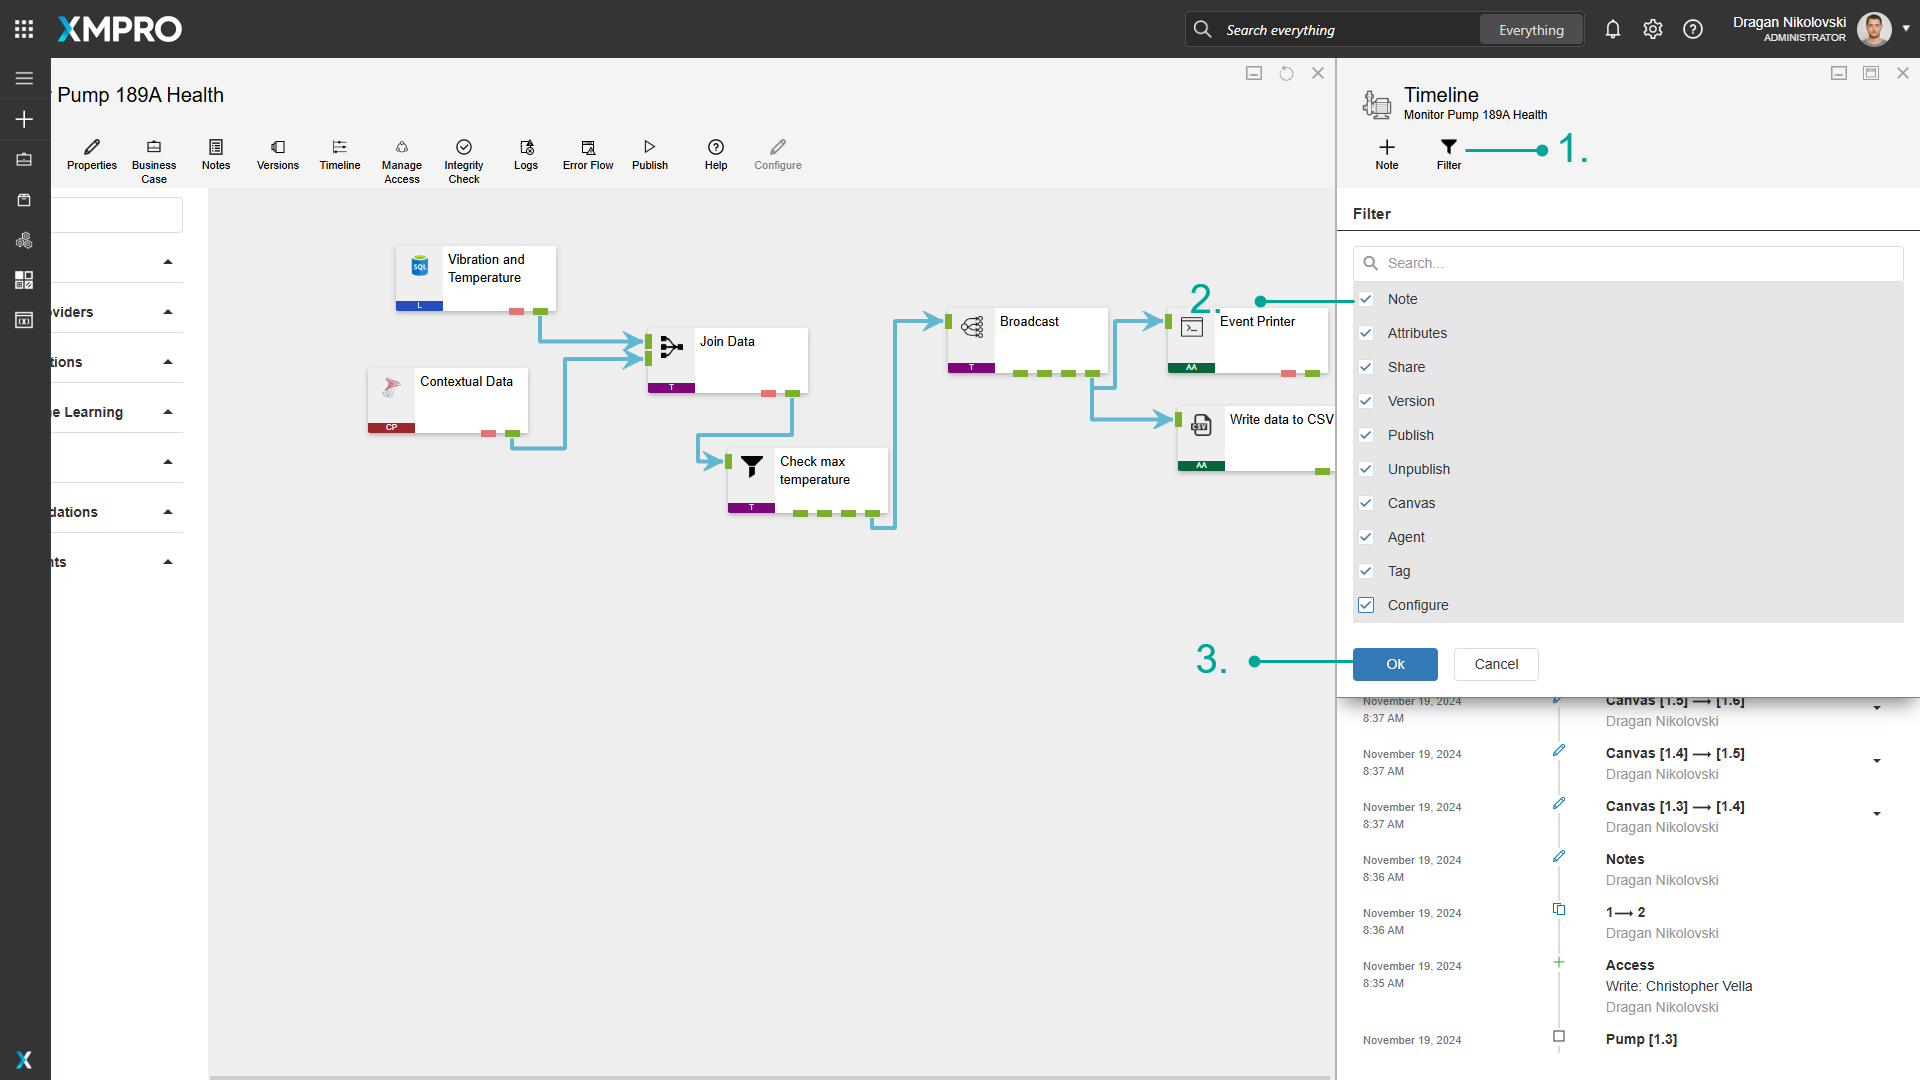 XMPRO
Search everything
Everything
Dragan Nikolovski
ADMINISTRATOR
Pump 189A Health
Properties
Business
Case
Notes
Versions
Timeline
Manage
Access
Integrity
Check
Logs
Error Flow
Publish
Help
Configure
Timeline
Monitor Pump 189A Health
Note
Filter
1.
viders
tions
e Learning
dations
nts
SQL
L
Vibration and
Temperature
CP
Contextual Data
T
Join Data
T
Check max
temperature
T
Broadcast
AA
Event Printer
CSV
AA
Write data to CSV
Filter
Search...
2.
Note
Attributes
Share
Version
Publish
Unpublish
Canvas
Agent
Tag
Configure
3.
Ok
Cancel
November 19, 2024
8:37 AM
Canvas [1.5] ⟶ [1.6]
Dragan Nikolovski
November 19, 2024
8:37 AM
Canvas [1.4] ⟶ [1.5]
Dragan Nikolovski
November 19, 2024
8:37 AM
Canvas [1.3] ⟶ [1.4]
Dragan Nikolovski
November 19, 2024
8:36 AM
Notes
Dragan Nikolovski
November 19, 2024
8:36 AM
1⟶ 2
Dragan Nikolovski
November 19, 2024
8:35 AM
Access
Write: Christopher Vella
Dragan Nikolovski
November 19, 2024
Pump [1.3]